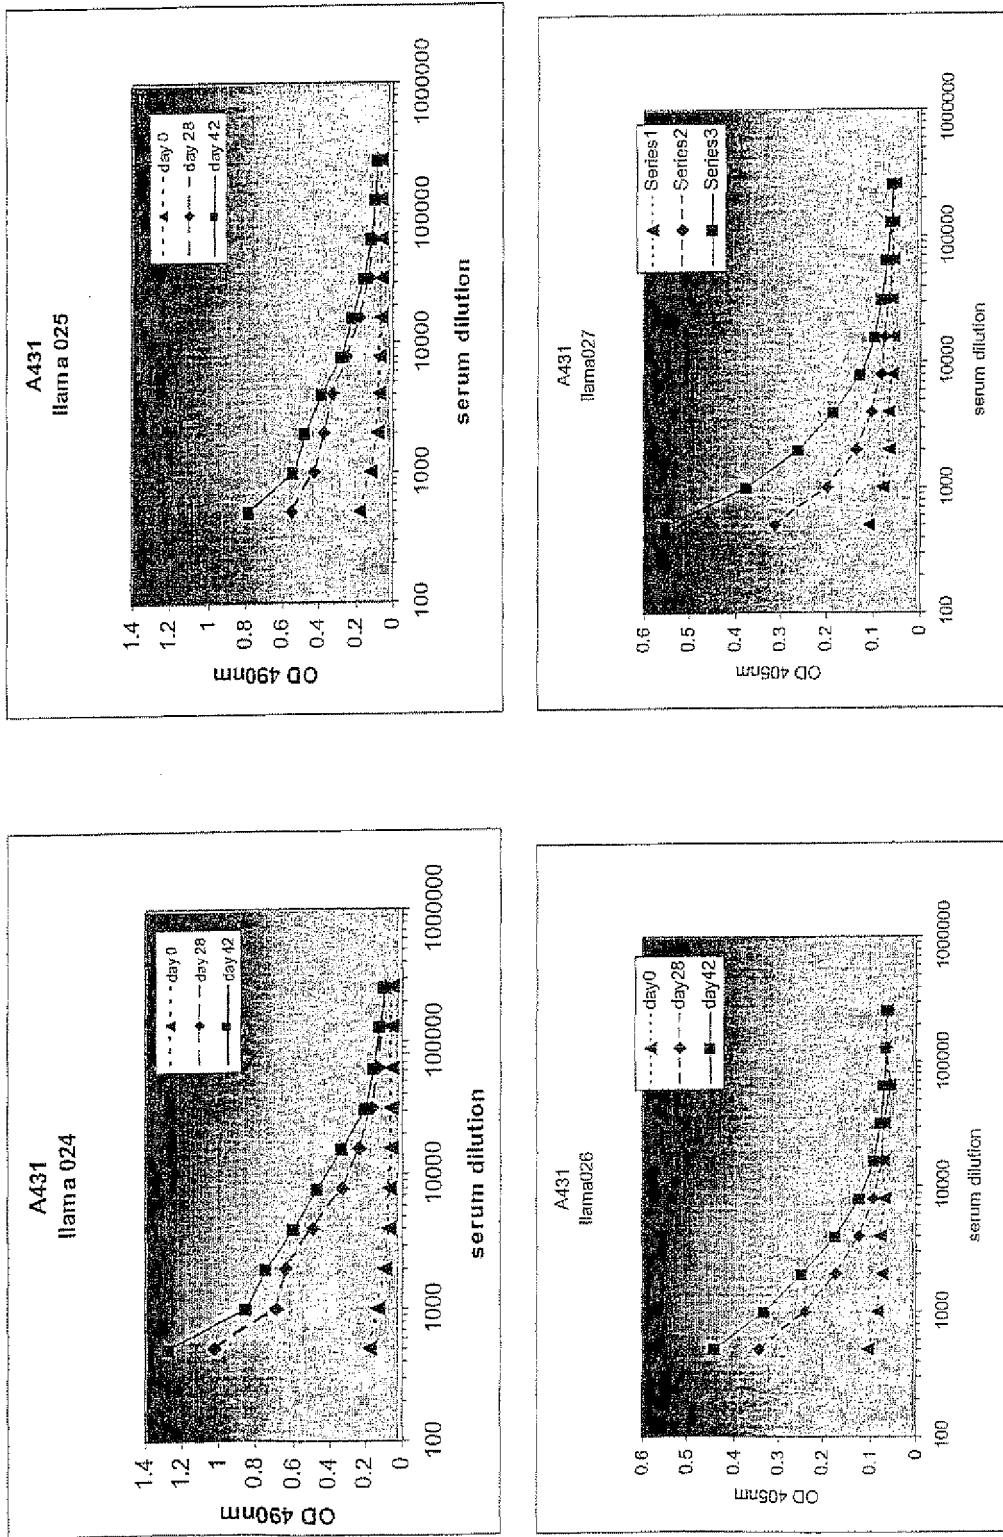 A431
llama 024
OD 490nm
1.4
1.2
1
0.8
0.6
0.4
0.2
0
100
1000
10000
100000
1000000
serum dilution
day 0
day 28
day 42
A431
llama 025
OD 490nm
1.4
1.2
1
0.8
0.6
0.4
0.2
0
100
1000
10000
100000
1000000
serum dilution
day 0
day 28
day 42
A431
llama026
OD 405nm
0.6
0.5
0.4
0.3
0.2
0.1
0
100
1000
10000
100000
1000000
serum dilution
day0
day28
day42
A431
llama027
OD 405nm
0.6
0.5
0.4
0.3
0.2
0.1
0
100
1000
10000
100000
1000000
serum dilution
Series1
Series2
Series3